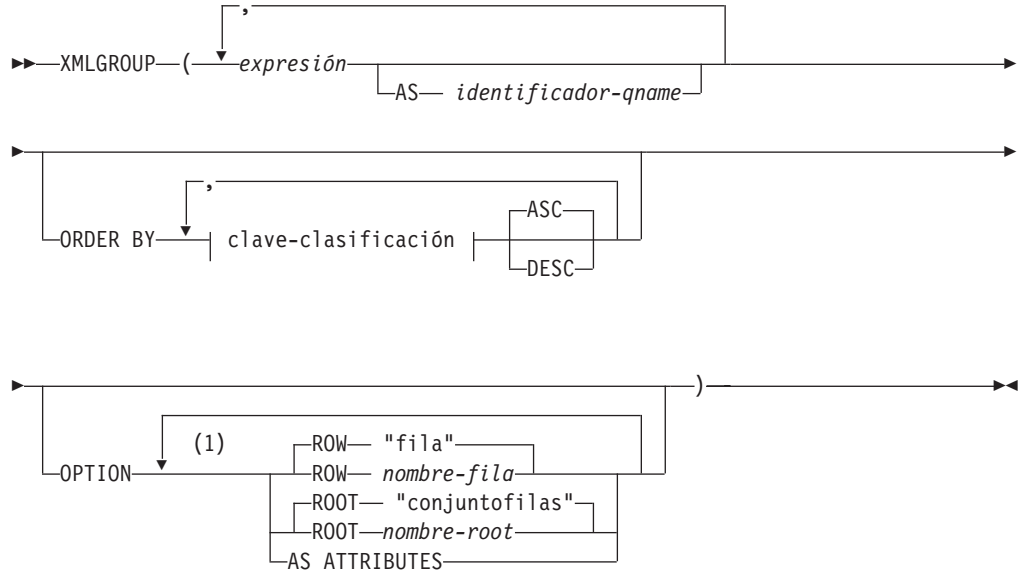 ,
XMLGROUP ( expresión
AS identificador-qname
,
ASC
ORDER BY clave-clasificación
DESC
)
(1) ROW "fila"
OPTION ROW nombre-fila
ROOT "conjuntofilas"
ROOT nombre-root
AS ATTRIBUTES